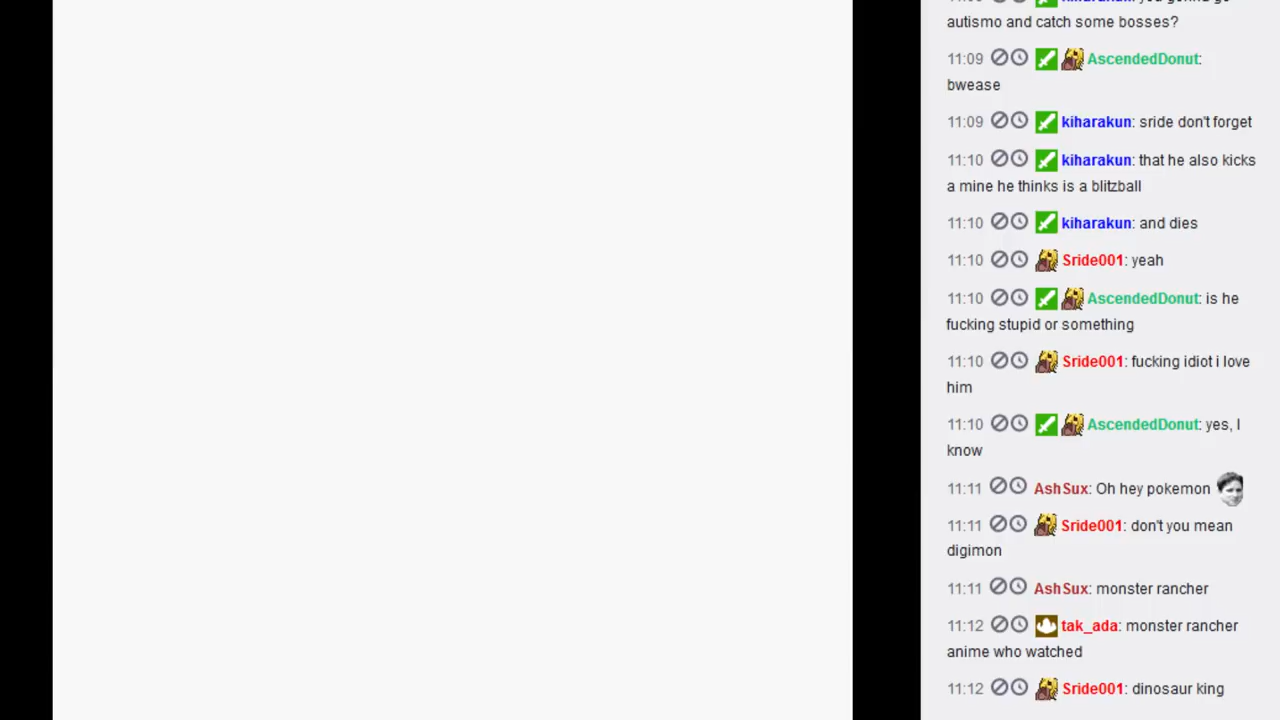 autismo and catch some bosses?
11:09 AscendedDonut:
bwease
11:09 kiharakun: sride don't forget
11:10 kiharakun: that he also kicks
a mine he thinks is a blitzball
11:10 kiharakun: and dies
11:10 Sride001: yeah
11:10 AscendedDonut: is he
fucking stupid or something
11:10 Sride001: fucking idiot i love
him
11:10 AscendedDonut: yes, I
know
11:11 AshSux: Oh hey pokemon
11:11 Sride001: don't you mean
digimon
11:11 AshSux: monster rancher
11:12 tak_ada: monster rancher
anime who watched
11:12 Sride001: dinosaur king